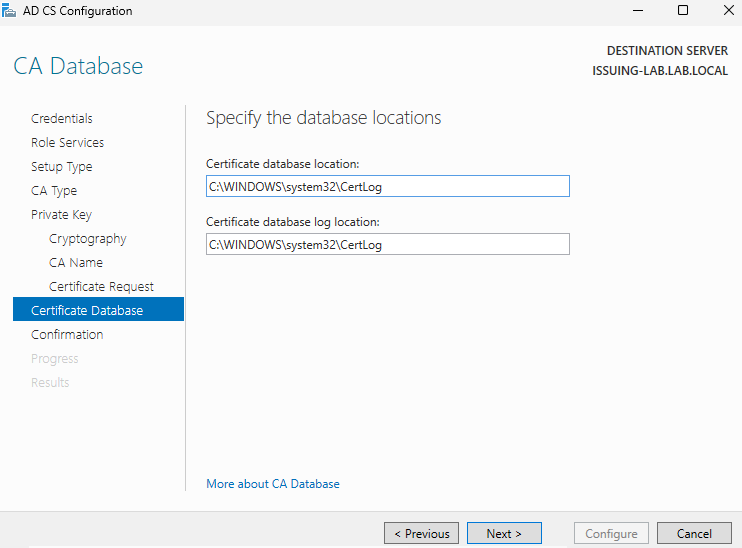 AD CS Configuration
CA Database
DESTINATION SERVER
ISSUING-LAB.LAB.LOCAL
Credentials
Role Services
Setup Type
CA Type
Private Key
Cryptography
CA Name
Certificate Request
Certificate Database
Confirmation
Progress
Results
Specify the database locations
Certificate database location:
C:\WINDOWS\system32\CertLog
Certificate database log location:
C:\WINDOWS\system32\CertLog
More about CA Database
< Previous
Next >
Configure
Cancel